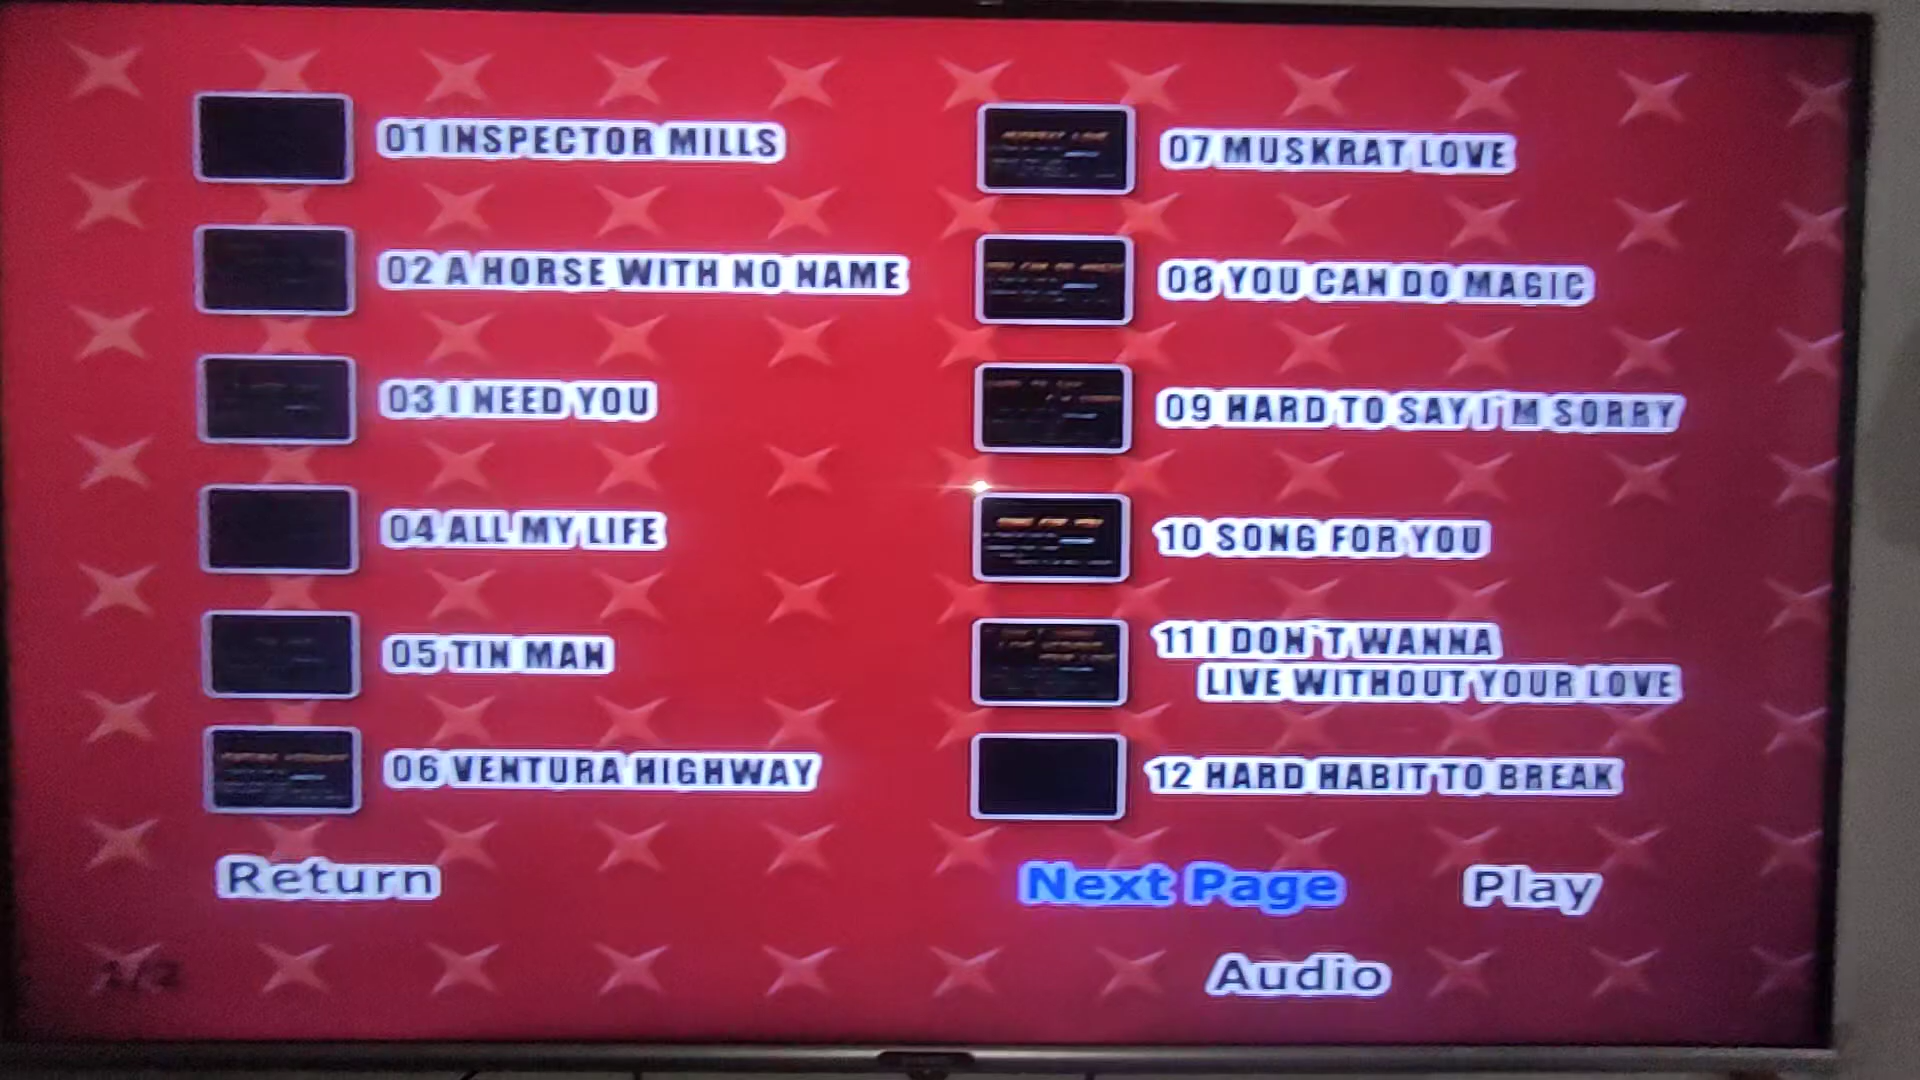 01 INSPECTOR MILLS
02 A HORSE WITH NO NAME
03 I NEED YOU
04 ALL MY LIFE
05 TIN MAN
06 VENTURA HIGHWAY
07 MUSKRAT LOVE
08 YOU CAN DO MAGIC
09 HARD TO SAY I'M SORRY
10 SONG FOR YOU
11 I DON'T WANNA
LIVE WITHOUT YOUR LOVE
12 HARD HABIT TO BREAK
Return
Next Page
Play
Audio
1/2